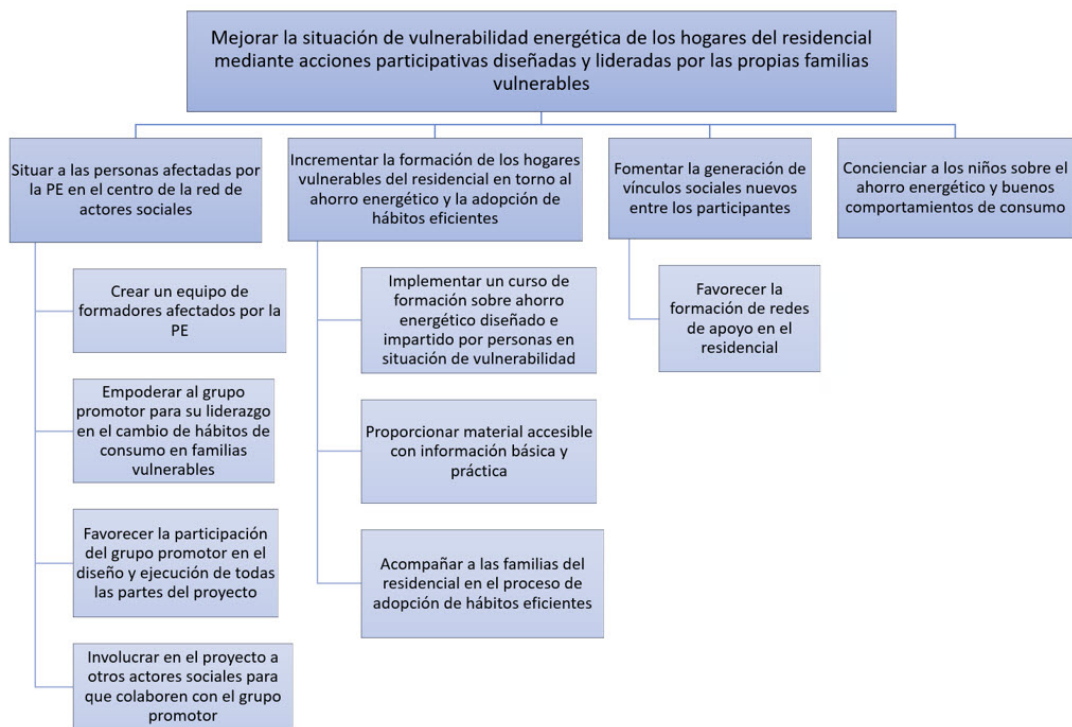 Mejorar la situación de vulnerabilidad energética de los hogares del residencial
mediante acciones participativas diseñadas y lideradas por las propias familias
vulnerables
Situar a las personas afectadas por
la PE en el centro de la red de
actores sociales
Crear un equipo de
formadores afectados por la
PE
Empoderar al grupo
promotor para su liderazgo
en el cambio de hábitos de
consumo en familias
vulnerables
Favorecer la participación
del grupo promotor en el
diseño y ejecución de todas
las partes del proyecto
Involucrar en el proyecto a
otros actores sociales para
que colaboren con el grupo
promotor
Incrementar la formación de los hogares
vulnerables del residencial en torno al
ahorro energético y la adopción de
hábitos eficientes
Implementar un curso de
formación sobre ahorro
energético diseñado e
impartido por personas en
situación de vulnerabilidad
Proporcionar material accesible
con información básica y
práctica
Acompañar a las familias del
residencial en el proceso de
adopción de hábitos eficientes
Fomentar la generación de
vínculos sociales nuevos
entre los participantes
Favorecer la
formación de redes
de apoyo en el
residencial
Concienciar a los niños sobre el
ahorro energético y buenos
comportamientos de consumo